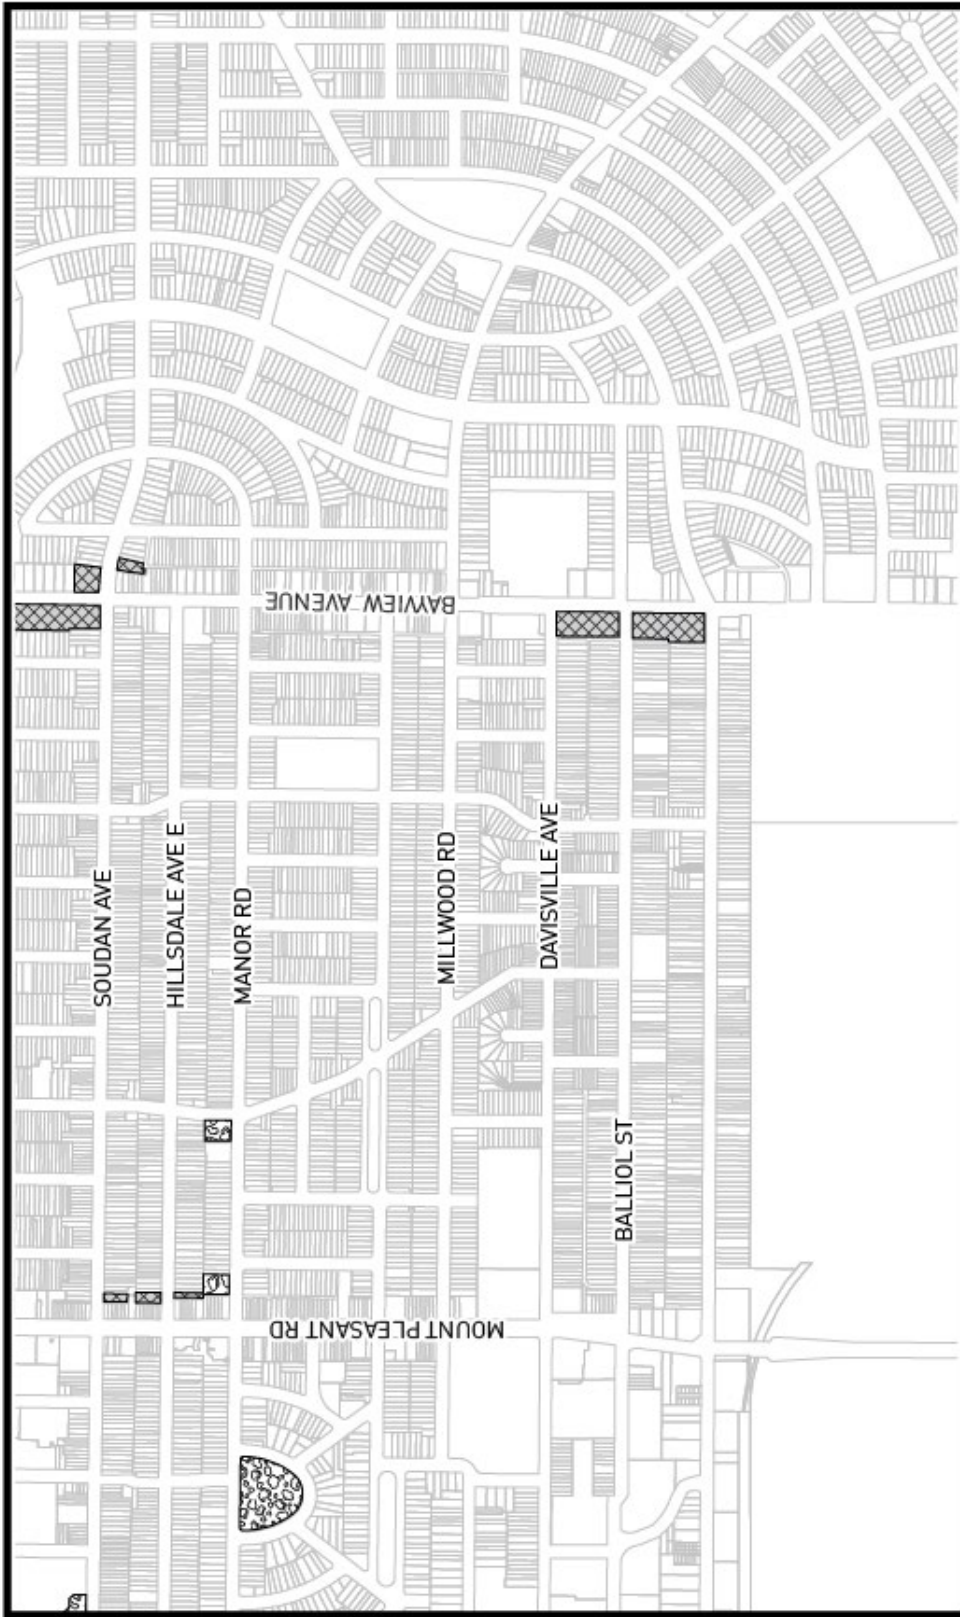 BAYVIEW AVENUE
SOUDAN AVE
HILLSDALE AVE E
MANOR RD
MILLWOOD RD
DAVISVILLE AVE
BALLIOL ST
MOUNT PLEASANT RD